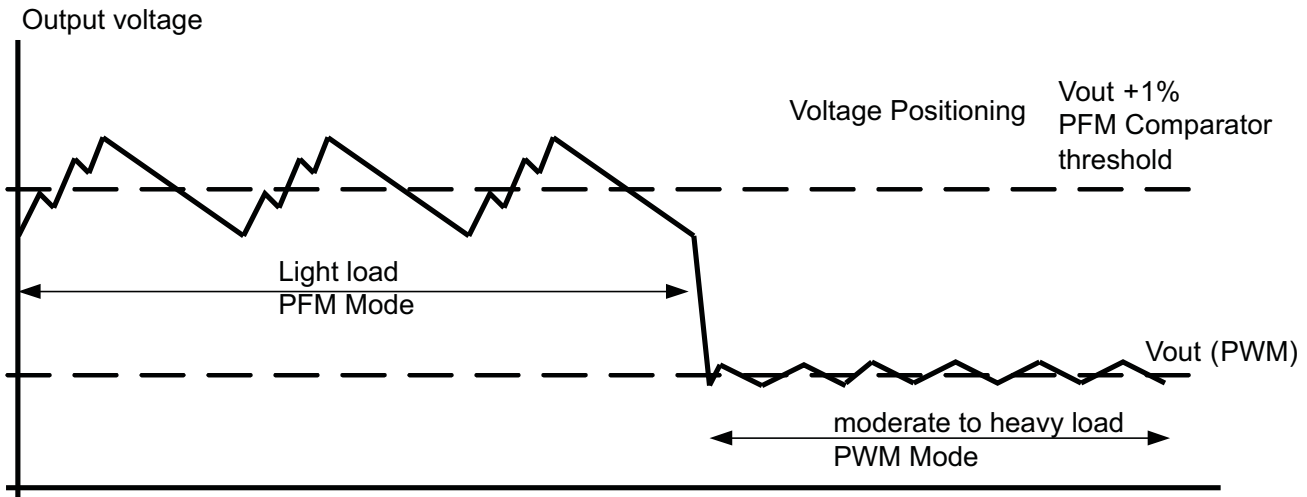 Output voltage
Voltage Positioning
Vout +1%
PFM Comparator
threshold
Light load
PFM Mode
Vout (PWM)
moderate to heavy load
PWM Mode